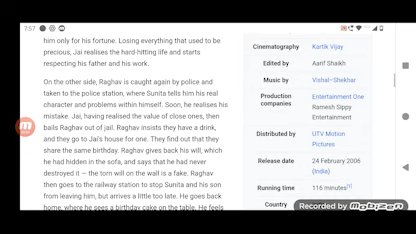 7:57
him only for his fortune. Losing everything that used to be
precious, Jai realises the hard-hitting life and starts
respecting his father and his work.
On the other side, Raghav is caught again by police and
taken to the police station, where Sunita tells him his real
character and problems within himself. Soon, he realises his
mistake. Jai, having realised the value of close ones, then
bails Raghav out of jail. Raghav insists they have a drink,
and they go to Jai's house for one. They find out that they
share the same birthday. Raghav gives back his will, which
he had hidden in the sofa, and says that he had never
destroyed it – the torn will on the wall is a fake. Raghav
then goes to the railway station to stop Sunita and his son
from leaving him, but arrives a little too late. He goes back
home, where he sees a birthday cake on the table. He feels
Cinematography Kartik Vijay
Edited by Aarif Shaikh
Music by Vishal–Shekhar
Production Entertainment One
companies Ramesh Sippy
Entertainment
Distributed by UTV Motion
Pictures
Release date 24 February 2006
(India)
Running time 116 minutes[1]
Country
Recorded by mobizen